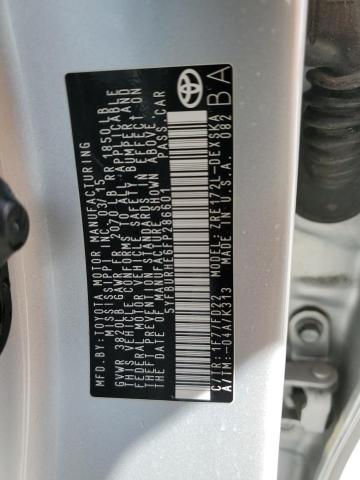 MFD. BY: TOYOTA MOTOR MANUFACTURING
MISSISSIPPI, INC. 03/15
GVWR 3820LB GAWR FR 2070LB RR 1850LB
THIS VEHICLE CONFORMS TO ALL APPLICABLE
FEDERAL MOTOR VEHICLE SAFETY, BUMPER AND
THEFT PREVENTION STANDARDS IN EFFECT ON
THE DATE OF MANUFACTURE SHOWN ABOVE.
5YFBURHE6FP286601 PASS. CAR
C/TR: 1F7/FD22 MODEL: ZRE172L-DEXSKA
A/TM: -04A/K313 MADE IN U.S.A. 082
BA
TOYOTA